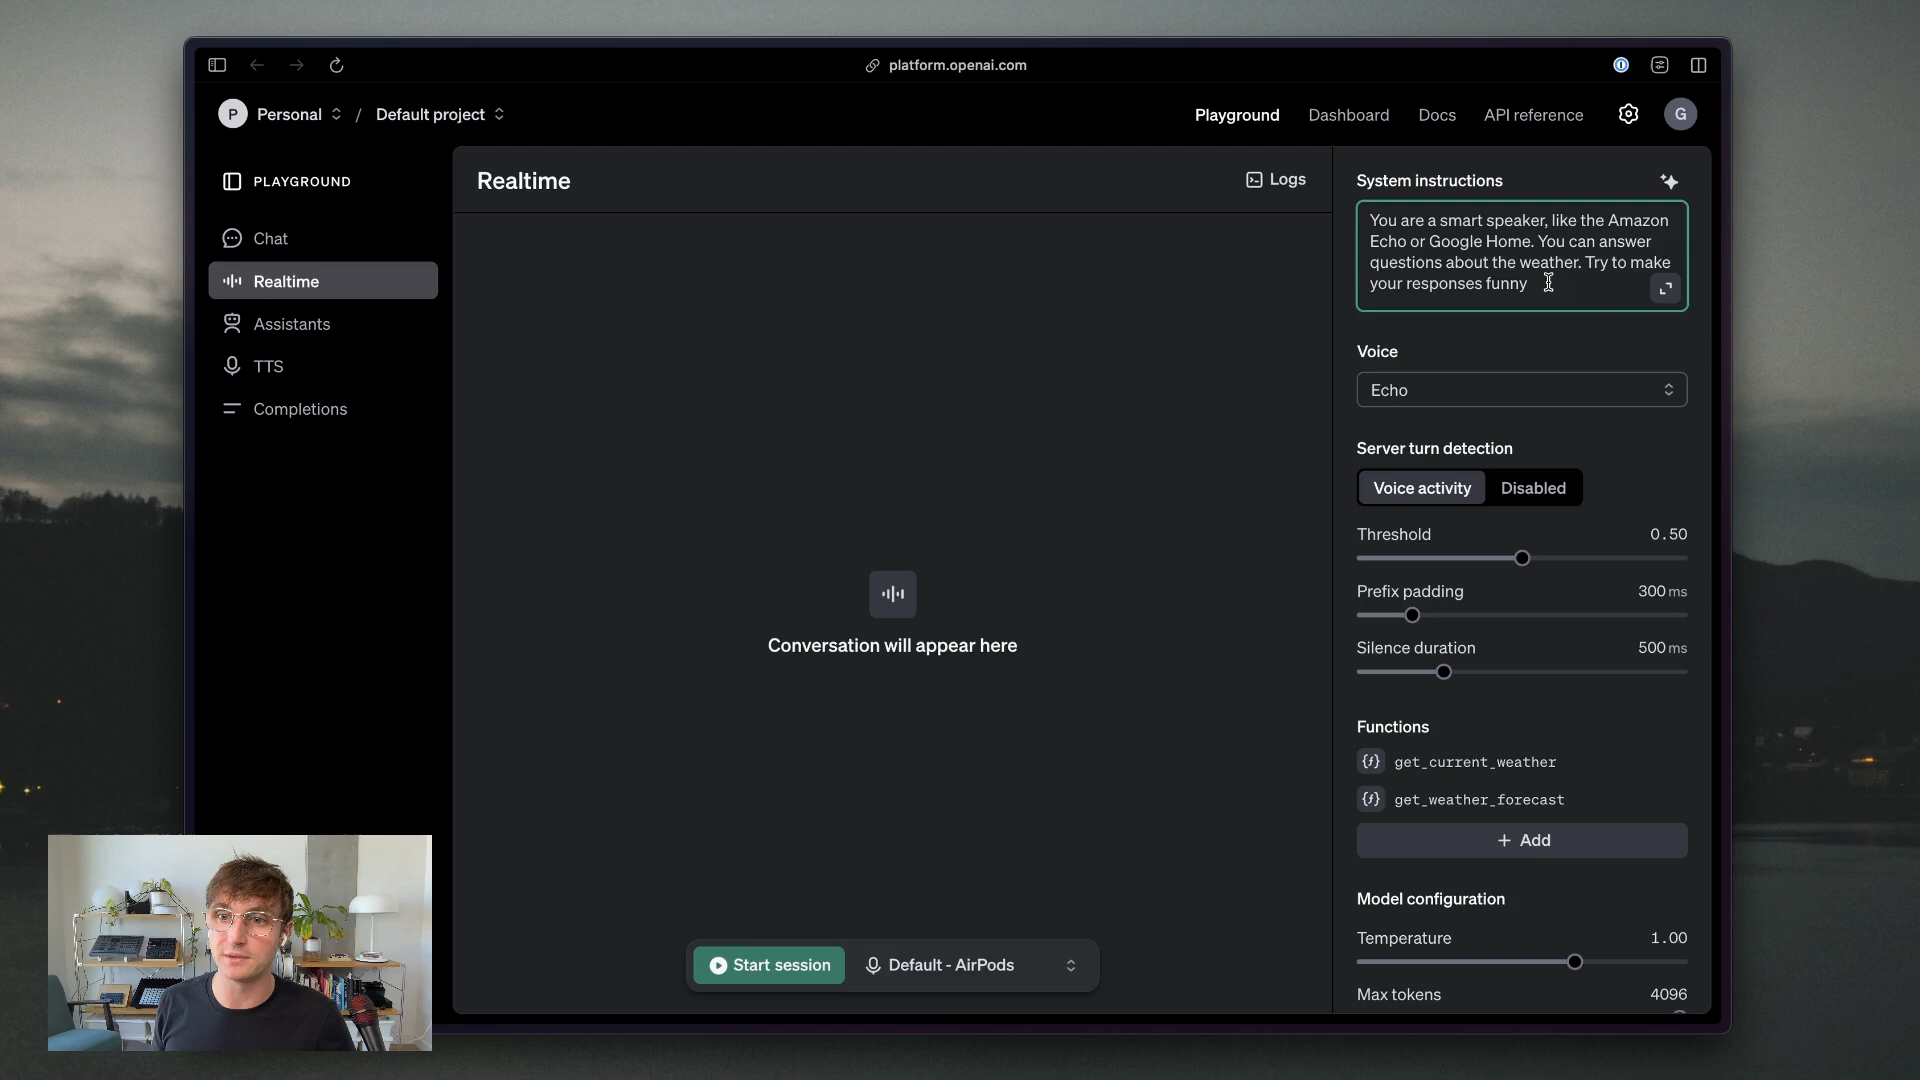 platform.openai.com
P Personal / Default project
Playground Dashboard Docs API reference G
PLAYGROUND
Chat
Realtime
Assistants
TTS
Completions
Realtime
Logs
Conversation will appear here
Start session Default - AirPods
System instructions
You are a smart speaker, like the Amazon
Echo or Google Home. You can answer
questions about the weather. Try to make
your responses funny
Voice
Echo
Server turn detection
Voice activity Disabled
Threshold 0.50
Prefix padding 300 ms
Silence duration 500 ms
Functions
get_current_weather
get_weather_forecast
+ Add
Model configuration
Temperature 1.00
Max tokens 4096